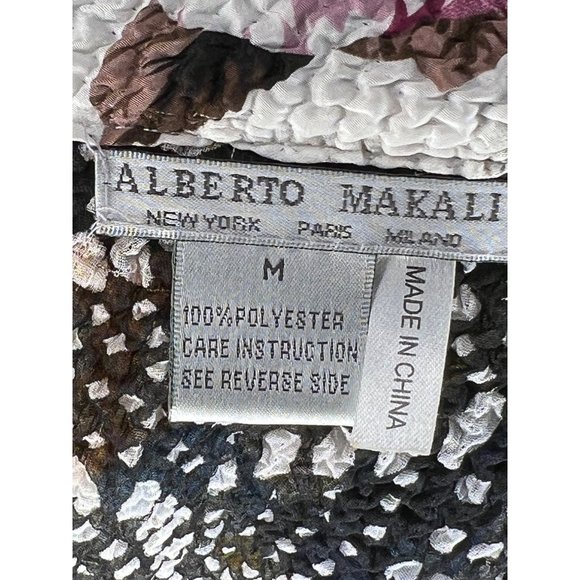 ALBERTO MAKALI
NEW YORK PARIS MILANO
M
100%POLYESTER
CARE INSTRUCTION
SEE REVERSE SIDE
MADE IN CHINA